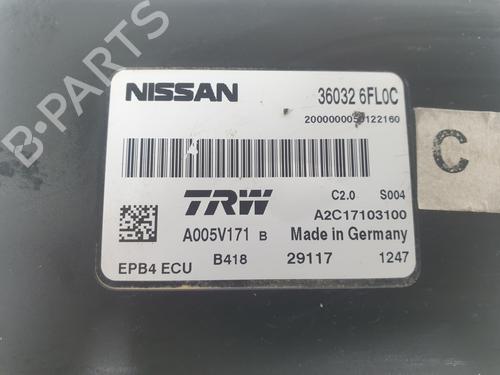 NISSAN 36032 6FL0C
2000000050122160
C
TRW C2.0 S004
A2C17103100
A005V171 B Made in Germany
EPB4 ECU B418 29117 1247
B-PARTS